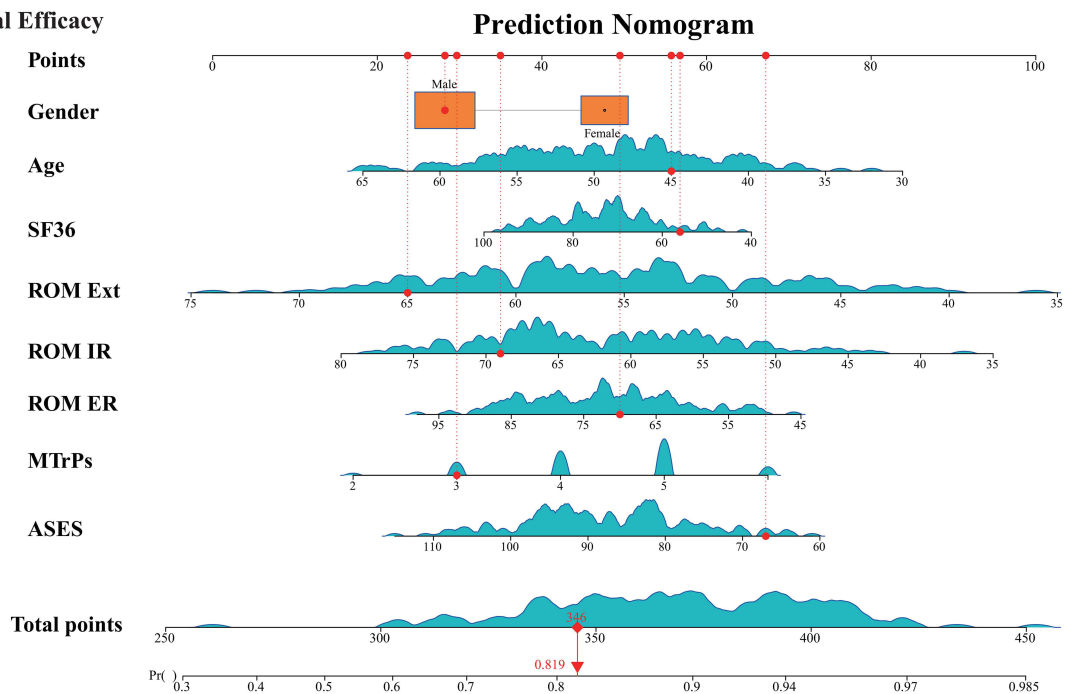 al Efficacy
Prediction Nomogram
Points
0 20 40 60 80 100
Male
Gender
Female
Age
65 60 55 50 45 40 35 30
SF36
100 80 60 40
ROM Ext
75 70 65 60 55 50 45 40 35
ROM IR
80 75 70 65 60 55 50 45 40 35
ROM ER
95 85 75 65 55 45
MTrPs
2 3 4 5
ASES
110 100 90 80 70 60
346
Total points
250 300 350 400 450
0.819
Pr( )
0.3 0.4 0.5 0.6 0.7 0.8 0.9 0.94 0.97 0.985